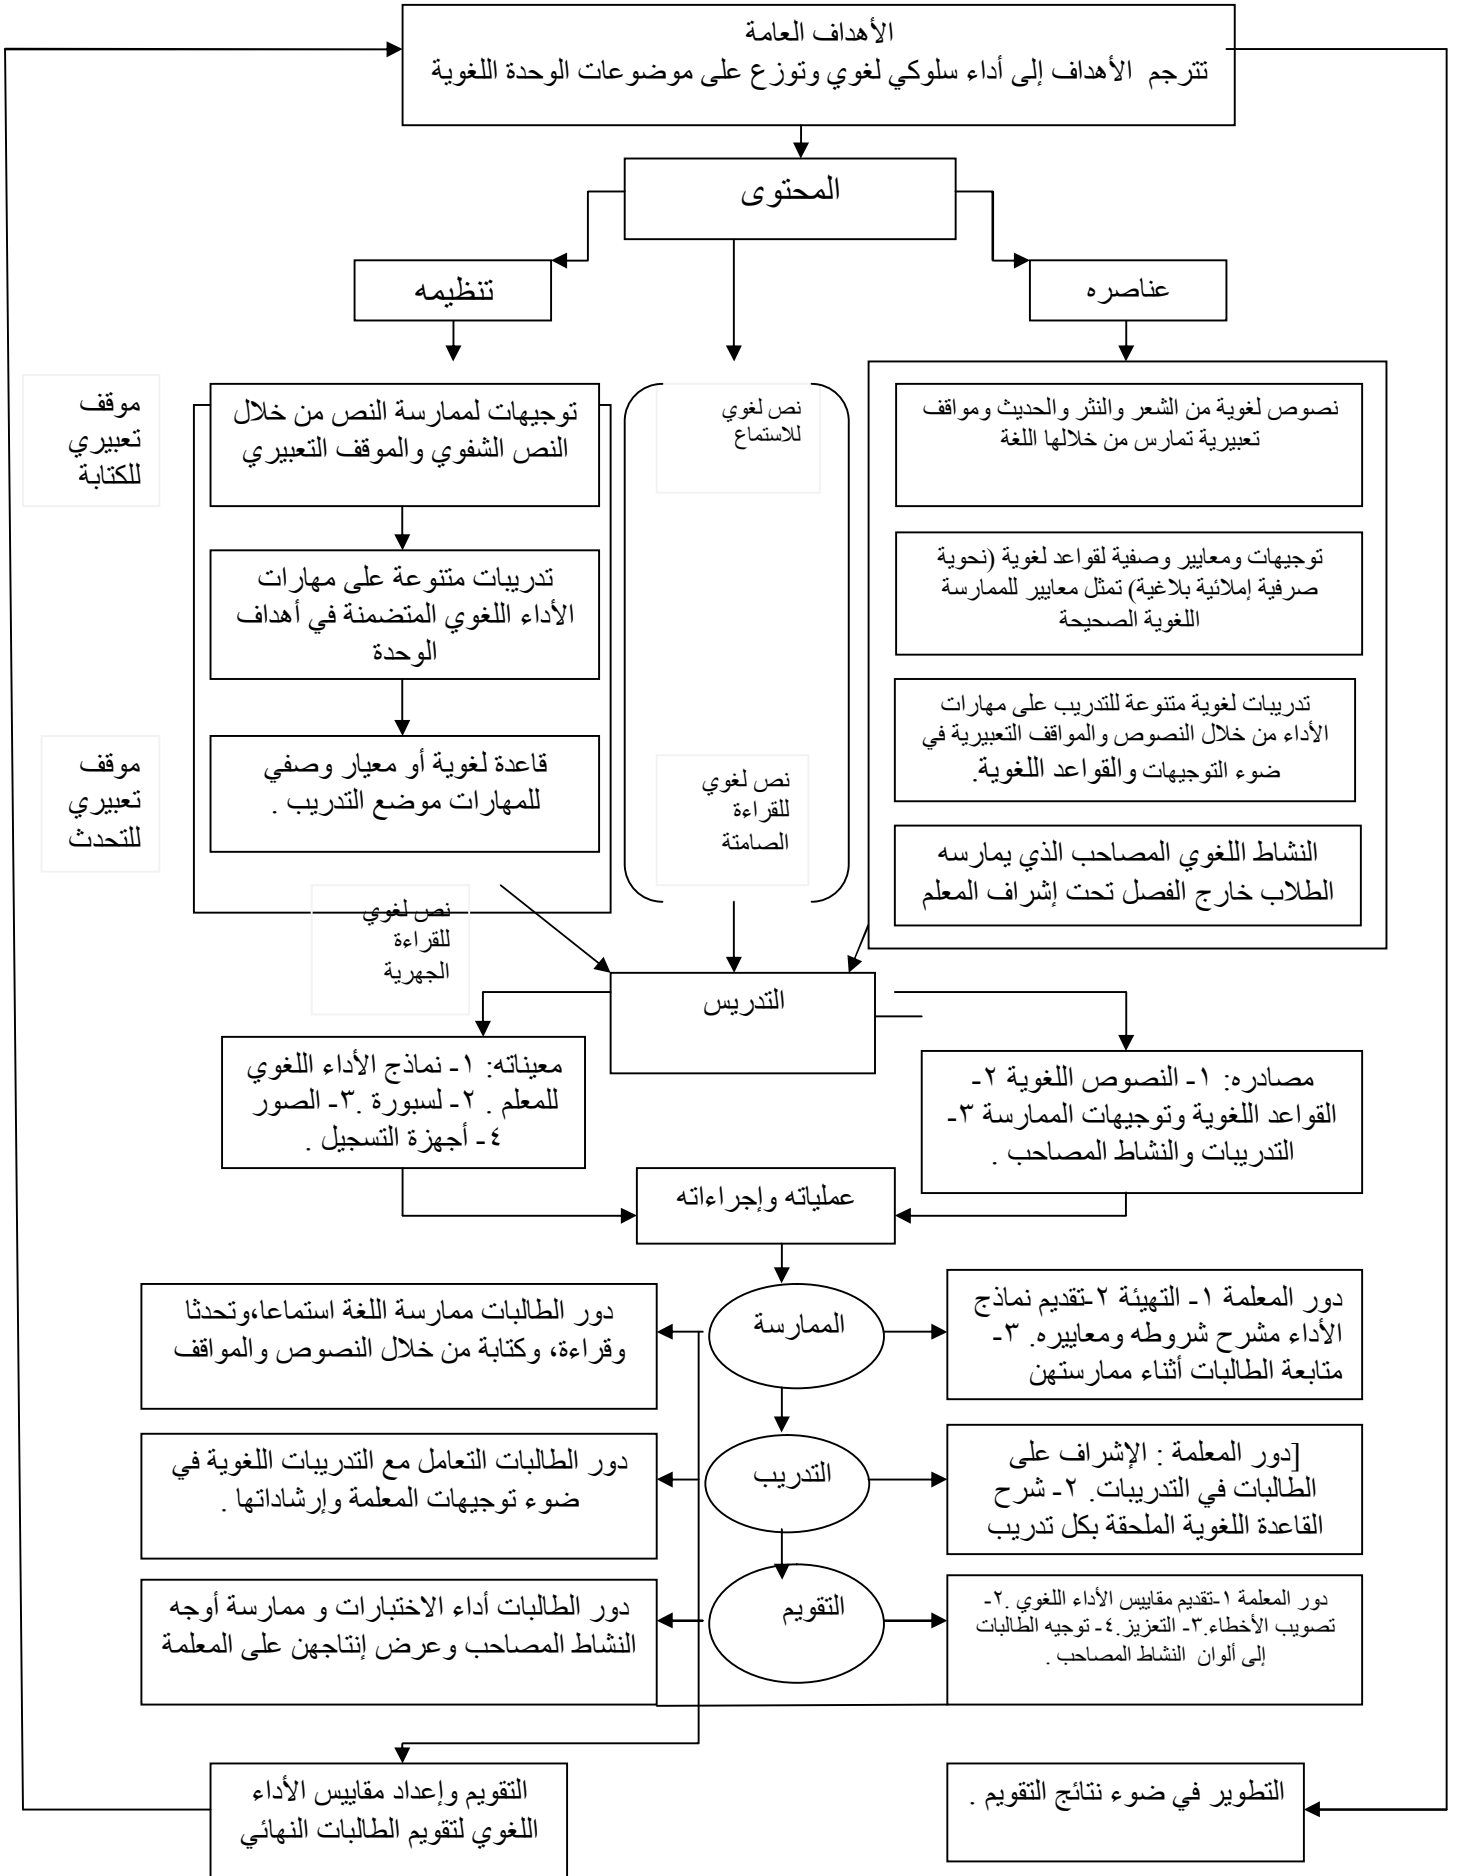 الأهداف العامة
تترجم الأهداف إلى أداء سلوكي لغوي وتوزع على موضوعات الوحدة اللغوية
المحتوى
عناصره
تنظيمه
نصوص لغوية من الشعر والنثر والحديث ومواقف
تعبيرية تمارس من خلالها اللغة
توجيهات ومعايير وصفية لقواعد لغوية (نحوية
صرفية إملائية بلاغية) تمثل معايير للممارسة
اللغوية الصحيحة
تدريبات لغوية متنوعة للتدريب على مهارات
الأداء من خلال النصوص والمواقف التعبيرية في
ضوء التوجيهات والقواعد اللغوية.
النشاط اللغوي المصاحب الذي يمارسه
الطلاب خارج الفصل تحت إشراف المعلم
نص لغوي
للاستماع
نص لغوي
للقراءة
الصامتة
توجيهات لممارسة النص من خلال
النص الشفوي والموقف التعبيري
تدريبات متنوعة على مهارات
الأداء اللغوي المتضمنة في أهداف
الوحدة
قاعدة لغوية أو معيار وصفي
للمهارات موضع التدريب .
موقف
تعبيري
للكتابة
موقف
تعبيري
للتحدث
نص لغوي
للقراءة
الجهرية
التدريس
مصادره: ١- النصوص اللغوية ٢-
القواعد اللغوية وتوجيهات الممارسة ٣-
التدريبات والنشاط المصاحب .
معيناته: ١- نماذج الأداء اللغوي
للمعلم . ٢- لسبورة .٣- الصور
٤- أجهزة التسجيل .
عملياته وإجراءاته
دور المعلمة ١- التهيئة ٢-تقديم نماذج
الأداء مشرح شروطه ومعاييره. ٣-
متابعة الطالبات أثناء ممارستهن
الممارسة
دور الطالبات ممارسة اللغة استماعا،وتحدثا
وقراءة، وكتابة من خلال النصوص والمواقف
[دور المعلمة : الإشراف على
الطالبات في التدريبات. ٢- شرح
القاعدة اللغوية الملحقة بكل تدريب
التدريب
دور الطالبات التعامل مع التدريبات اللغوية في
ضوء توجيهات المعلمة وإرشاداتها .
دور المعلمة ١-تقديم مقاييس الأداء اللغوي .٢-
تصويب الأخطاء.٣- التعزيز.٤- توجيه الطالبات
إلى ألوان النشاط المصاحب .
التقويم
دور الطالبات أداء الاختبارات و ممارسة أوجه
النشاط المصاحب وعرض إنتاجهن على المعلمة
التطوير في ضوء نتائج التقويم .
التقويم وإعداد مقاييس الأداء
اللغوي لتقويم الطالبات النهائي